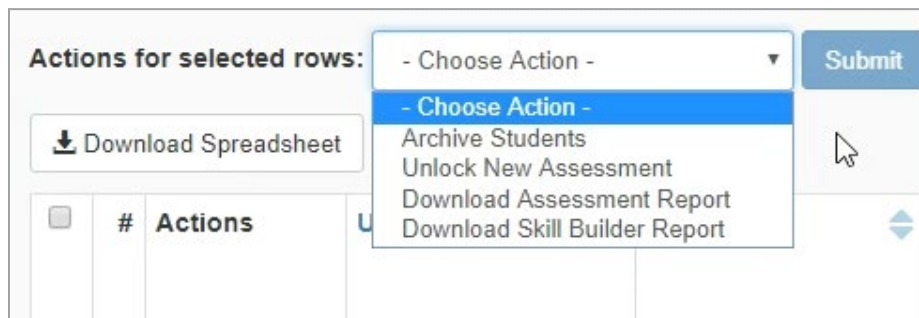 Actions for selected rows: - Choose Action - Submit
- Choose Action -
Archive Students
Download Spreadsheet
Unlock New Assessment
Download Assessment Report
# Actions U
Download Skill Builder Report